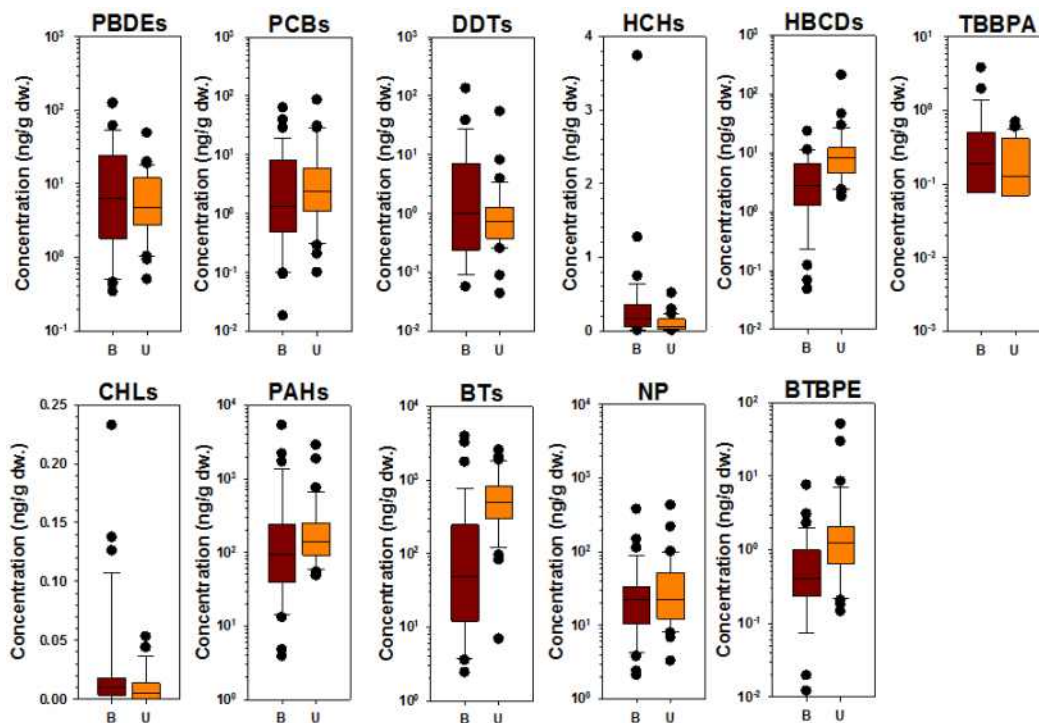 PBDEs
Concentration (ng/g dw.)
10³
10²
10¹
10⁰
10⁻¹
B U
PCBs
Concentration (ng/g dw.)
10³
10²
10¹
10⁰
10⁻¹
10⁻²
B U
DDTs
Concentration (ng/g dw.)
10³
10²
10¹
10⁰
10⁻¹
10⁻²
B U
HCHs
Concentration (ng/g dw.)
4
3
2
1
0
B U
HBCDs
Concentration (ng/g dw.)
10³
10²
10¹
10⁰
10⁻¹
10⁻²
B U
TBBPA
Concentration (ng/g dw.)
10¹
10⁰
10⁻¹
10⁻²
10⁻³
B U
CHLs
Concentration (ng/g dw.)
0.25
0.20
0.15
0.10
0.05
0.00
B U
PAHs
Concentration (ng/g dw.)
10⁴
10³
10²
10¹
10⁰
B U
BTs
Concentration (ng/g dw.)
10⁴
10³
10²
10¹
10⁰
B U
NP
Concentration (ng/g dw.)
10⁴
10³
10²
10¹
10⁰
B U
BTBPE
Concentration (ng/g dw.)
10²
10¹
10⁰
10⁻¹
10⁻²
B U